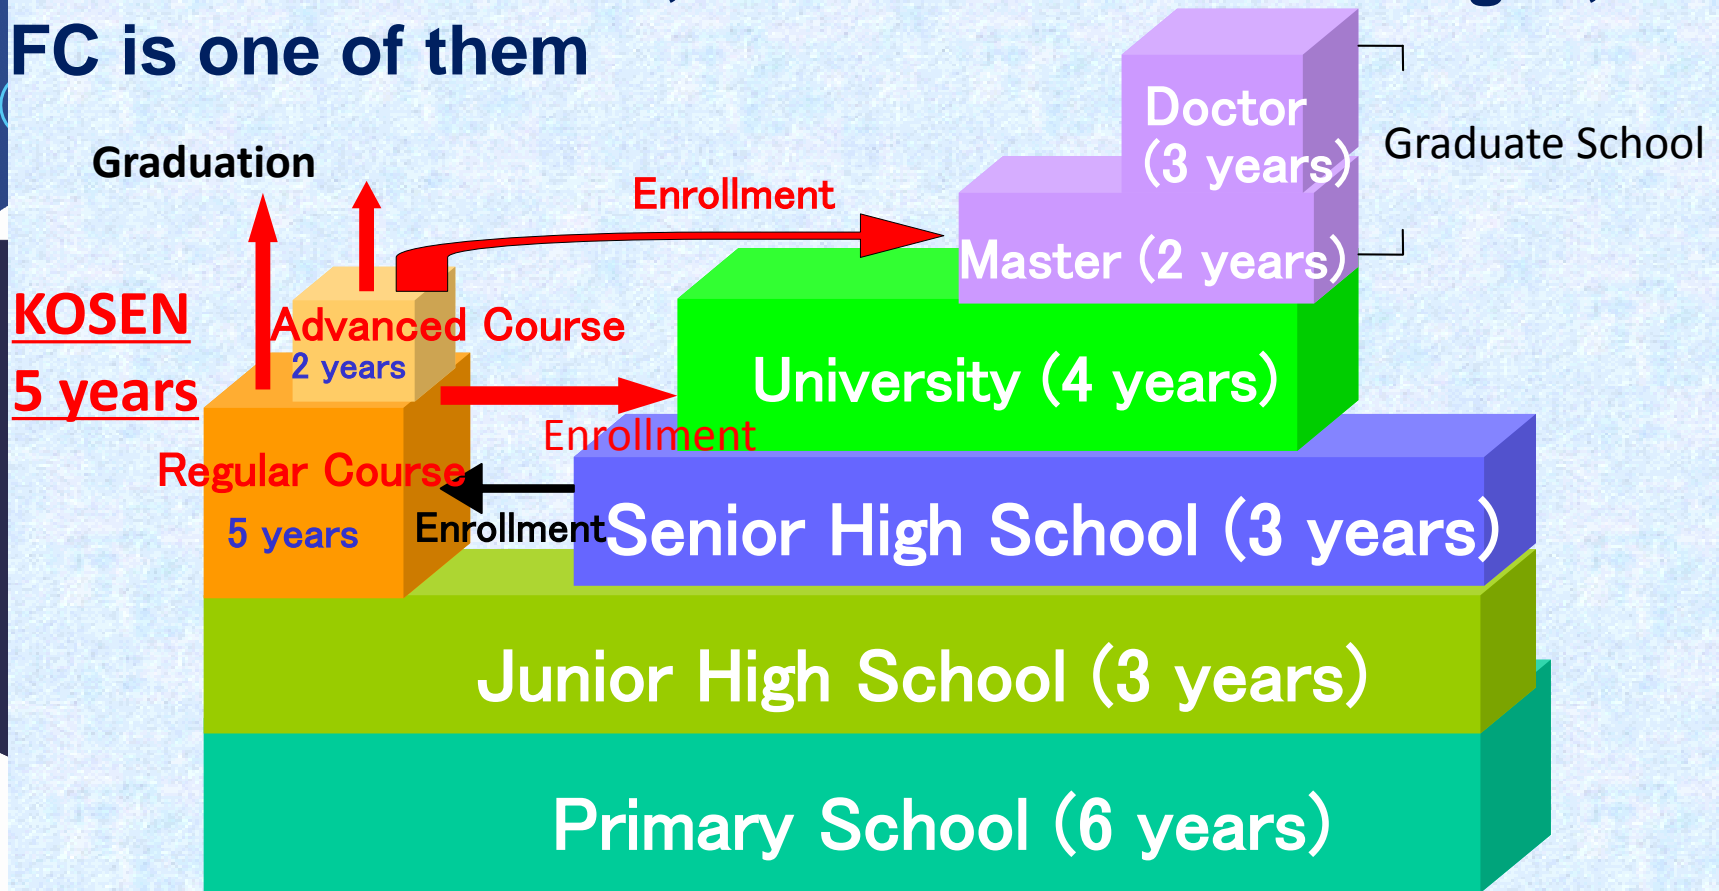 FC is one of them
Graduation
Enrollment
Doctor
(3 years)
Graduate School
Master (2 years)
KOSEN
5 years
Advanced Course
2 years
University (4 years)
Enrollment
Regular Course
5 years
Enrollment
Senior High School (3 years)
Junior High School (3 years)
Primary School (6 years)